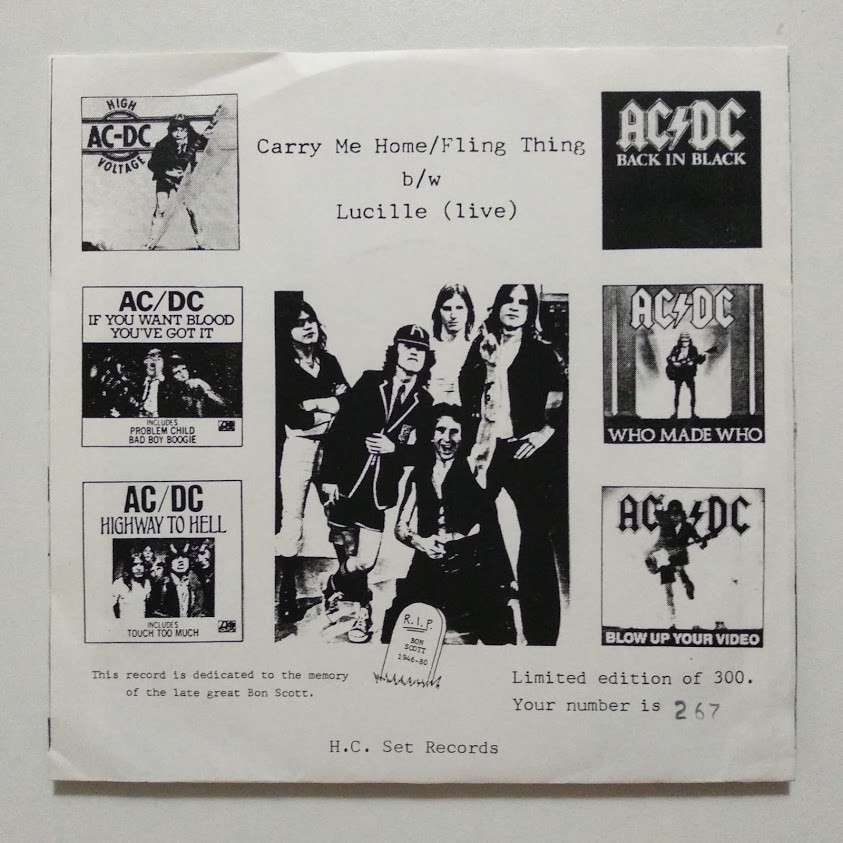 HIGH
AC-DC
VOLTAGE
Carry Me Home/Fling Thing
b/w
Lucille (live)
AC/DC
BACK IN BLACK
AC/DC
IF YOU WANT BLOOD
YOU'VE GOT IT
INCLUDES
PROBLEM CHILD
BAD BOY BOOGIE
A
AC/DC
WHO MADE WHO
AC/DC
HIGHWAY TO HELL
INCLUDES
TOUCH TOO MUCH
AC/DC
BLOW UP YOUR VIDEO
R.I.P.
BON
SCOTT
1946-80
This record is dedicated to the memory
of the late great Bon Scott.
Limited edition of 300.
Your number is 267
H.C. Set Records